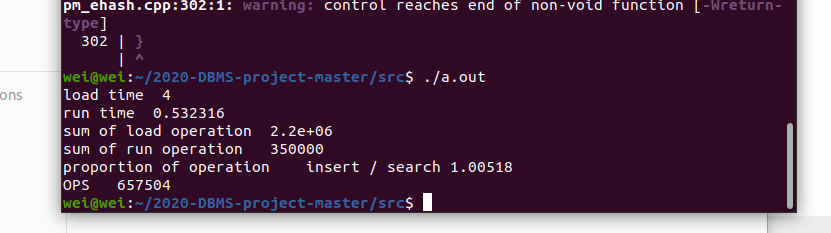 pm_ehash.cpp:302:1: warning: control reaches end of non-void function [-Wreturn-
type]
  302 | }
      | ^
wei@wei:~/2020-DBMS-project-master/src$ ./a.out
load time  4
run time  0.532316
sum of load operation  2.2e+06
sum of run operation   350000
proportion of operation    insert / search 1.00518
OPS   657504
wei@wei:~/2020-DBMS-project-master/src$
ons